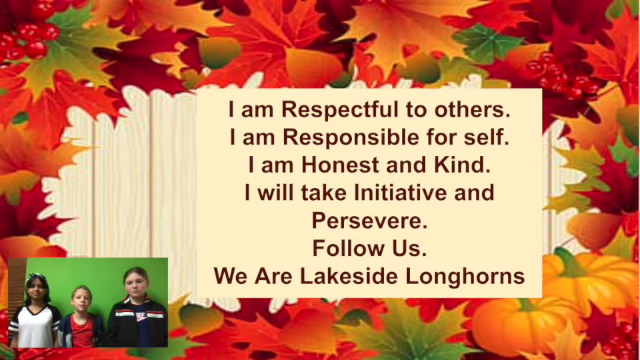 I am Respectful to others.
I am Responsible for self.
I am Honest and Kind.
I will take Initiative and
Persevere.
Follow Us.
We Are Lakeside Longhorns